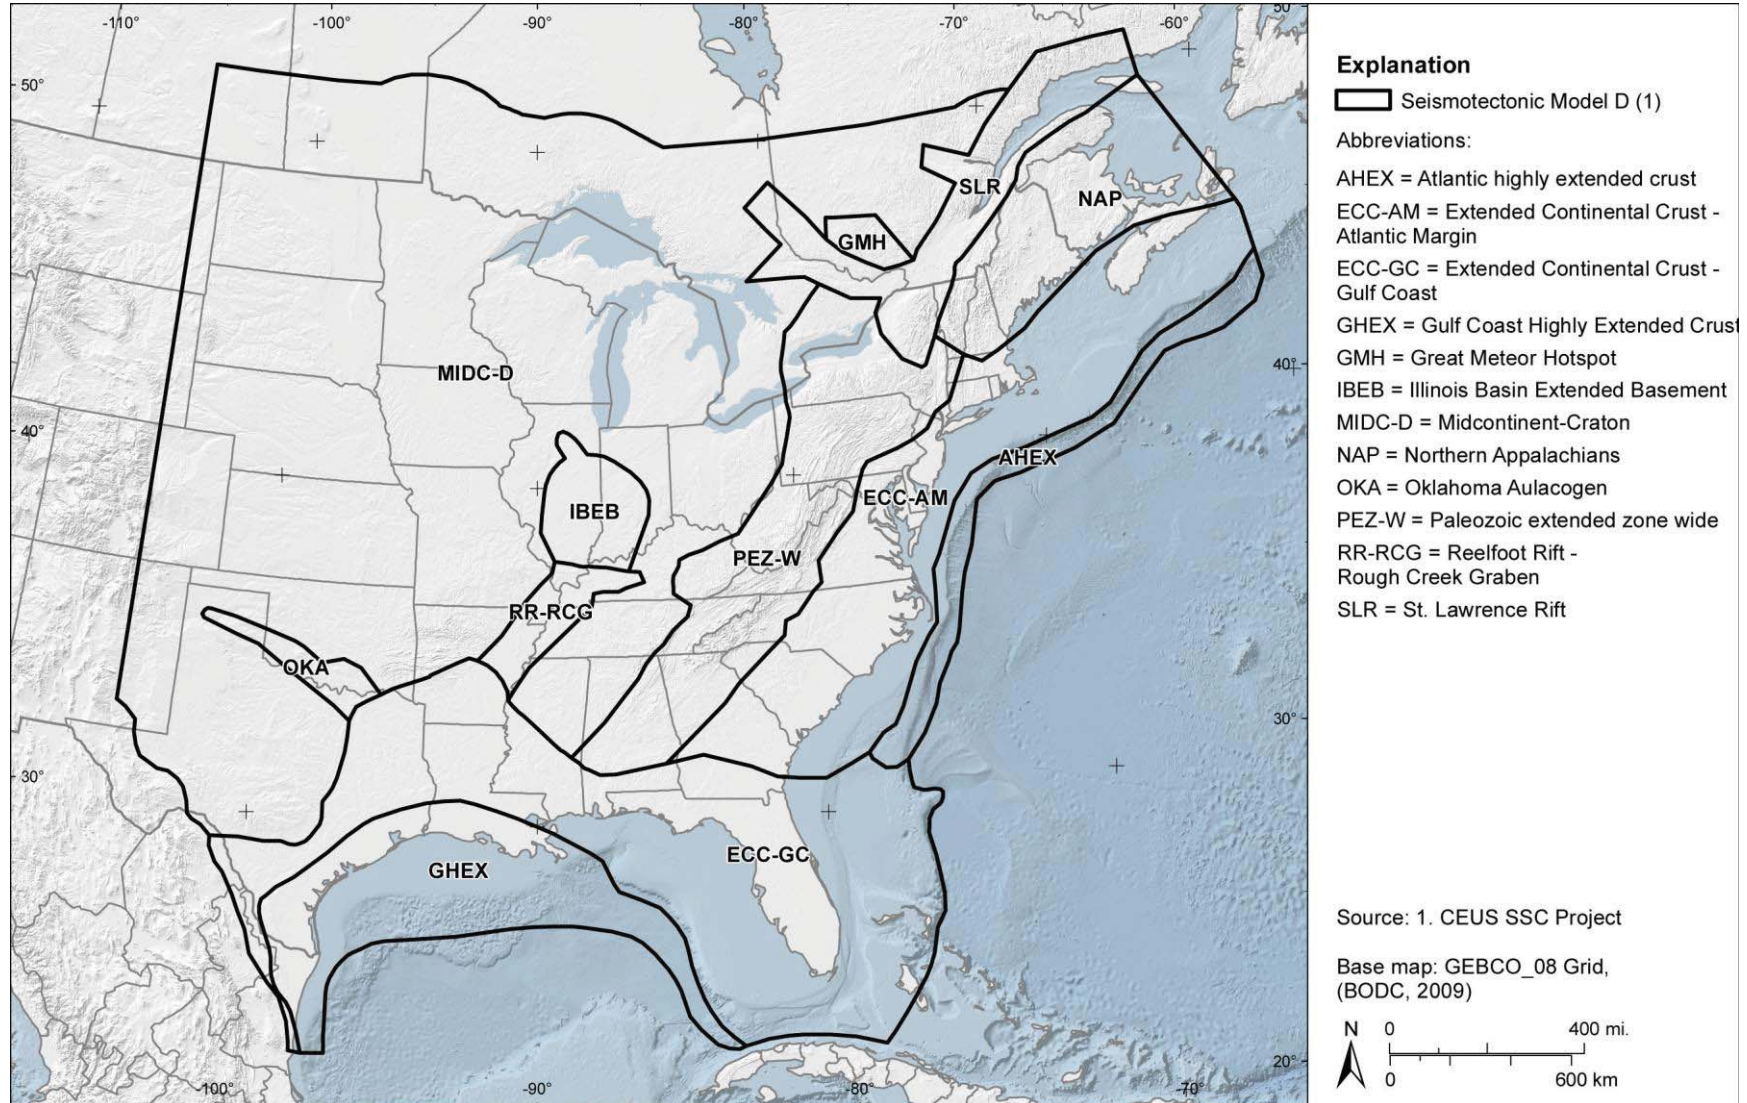 -110°
-100°
-90°
-80°
-70°
-60°
50°
50°
SLR
NAP
GMH
40°
MIDC-D
40°
AHEX
ECC-AM
IBEB
PEZ-W
RR-RCG
OKA
30°
30°
ECC-GC
GHEX
20°
-100°
-90°
-80°
-70°
Explanation
Seismotectonic Model D (1)
Abbreviations:
AHEX = Atlantic highly extended crust
ECC-AM = Extended Continental Crust -
Atlantic Margin
ECC-GC = Extended Continental Crust -
Gulf Coast
GHEX = Gulf Coast Highly Extended Crust
GMH = Great Meteor Hotspot
IBEB = Illinois Basin Extended Basement
MIDC-D = Midcontinent-Craton
NAP = Northern Appalachians
OKA = Oklahoma Aulacogen
PEZ-W = Paleozoic extended zone wide
RR-RCG = Reelfoot Rift -
Rough Creek Graben
SLR = St. Lawrence Rift
Source: 1. CEUS SSC Project
Base map: GEBCO_08 Grid,
(BODC, 2009)
N
0 400 mi.
0 600 km